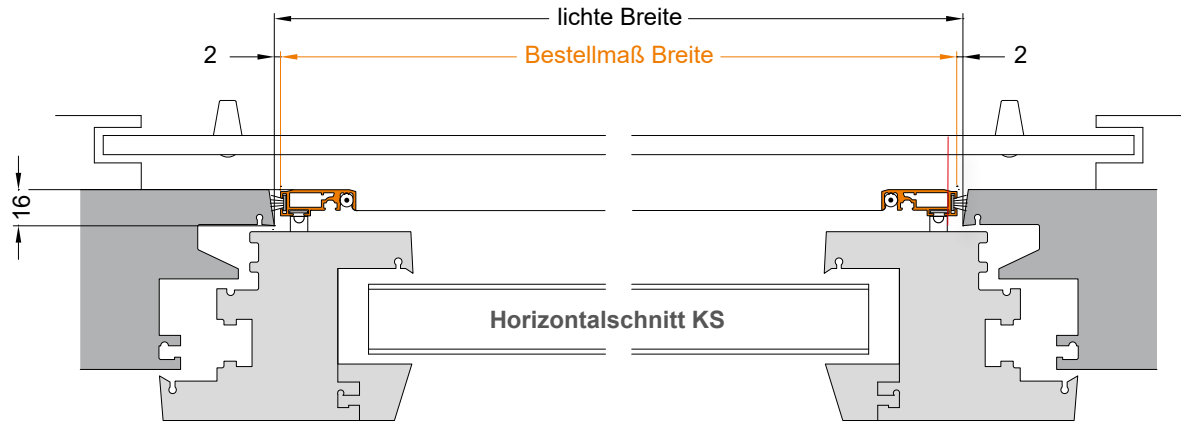 lichte Breite
2
Bestellmaß Breite
2
16
Horizontalschnitt KS